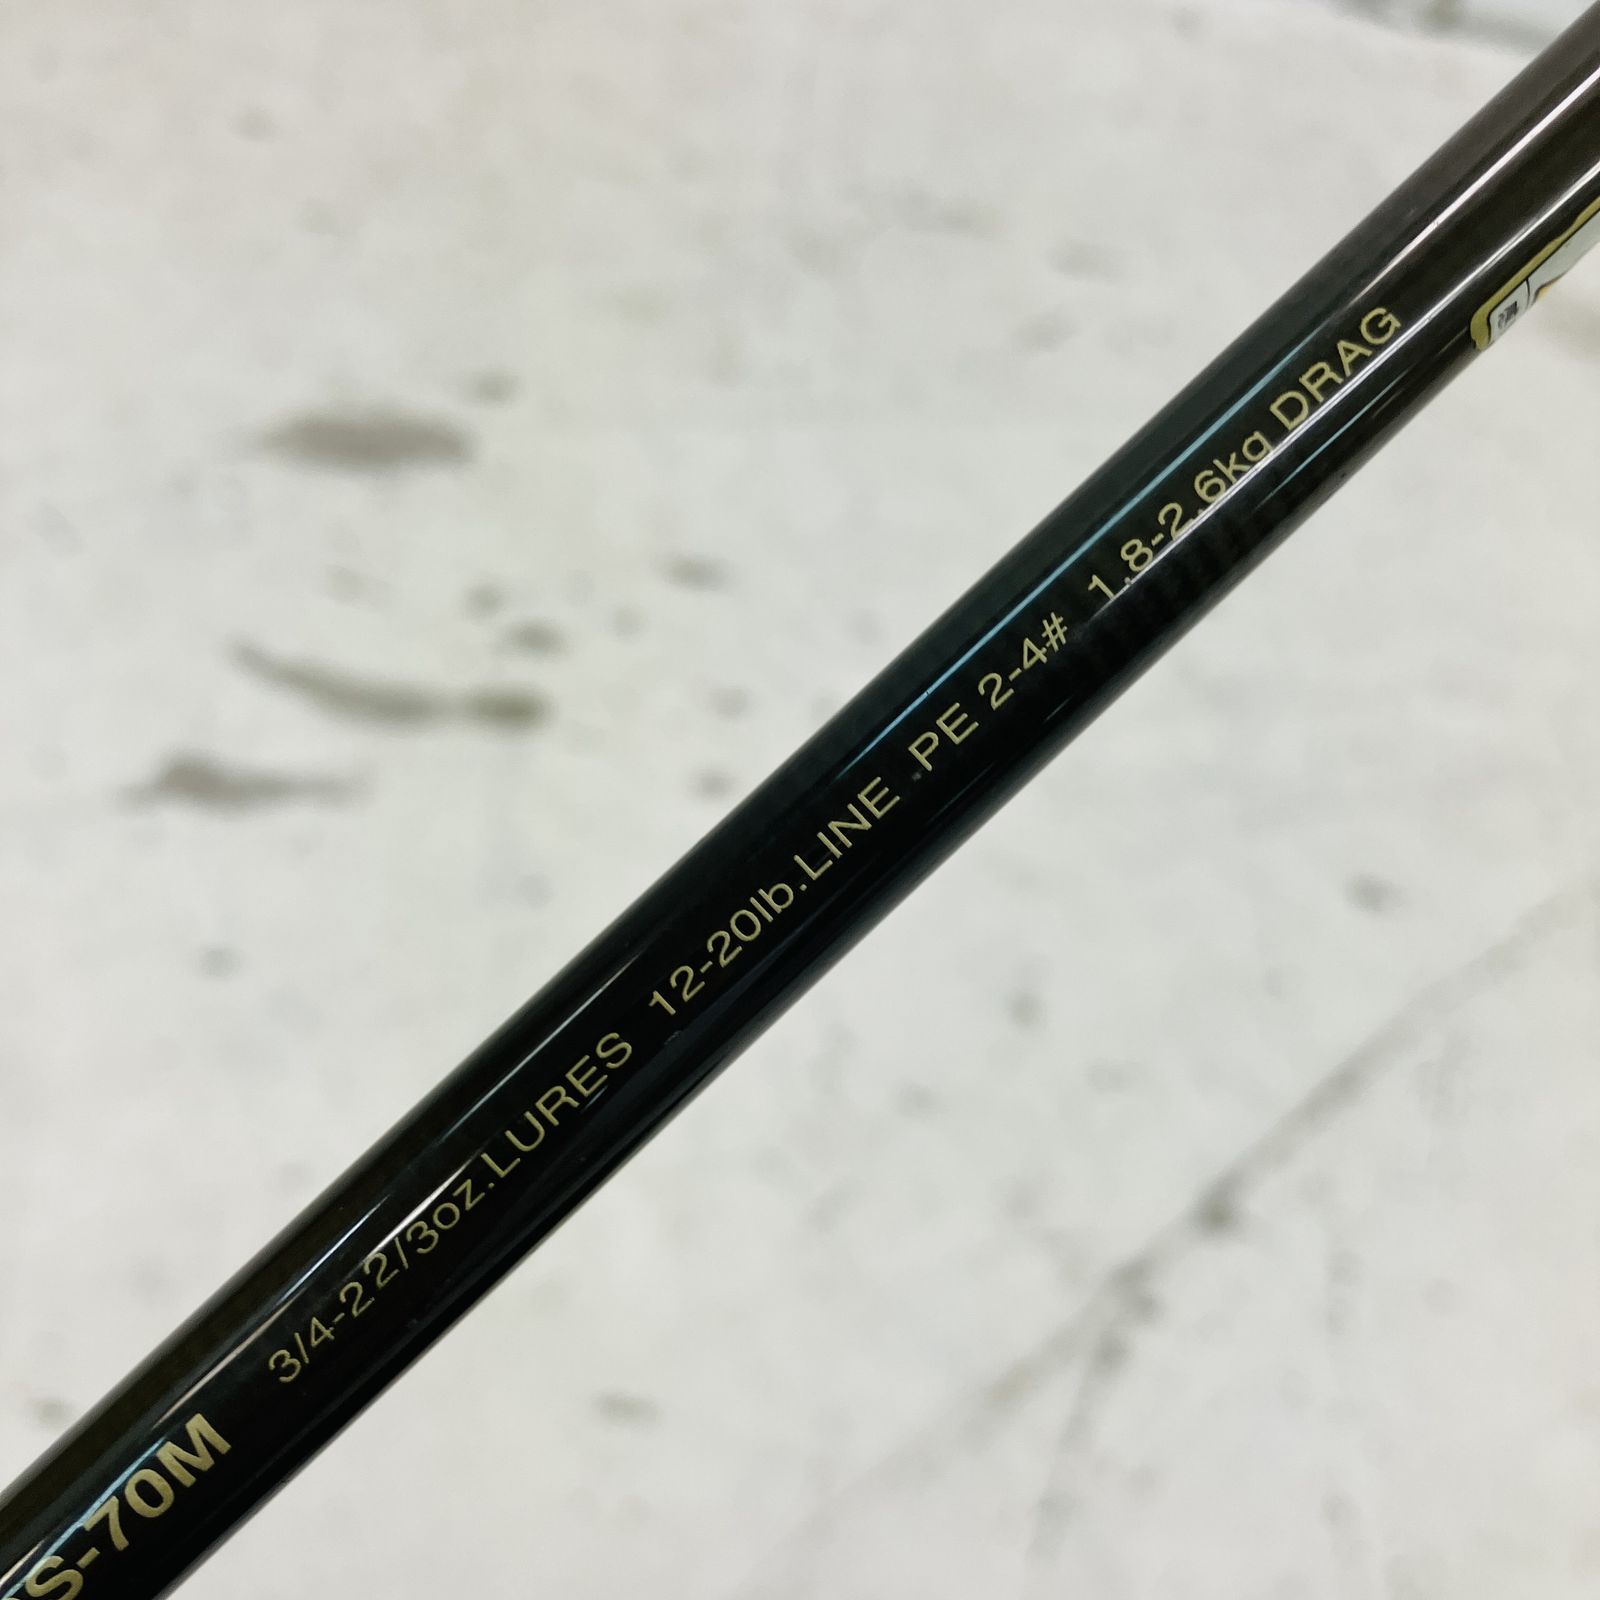 S-70M 3/4-2 2/3oz.LURES 12-20lb.LINE PE 2-4# 1.8-2.6kg DRAG